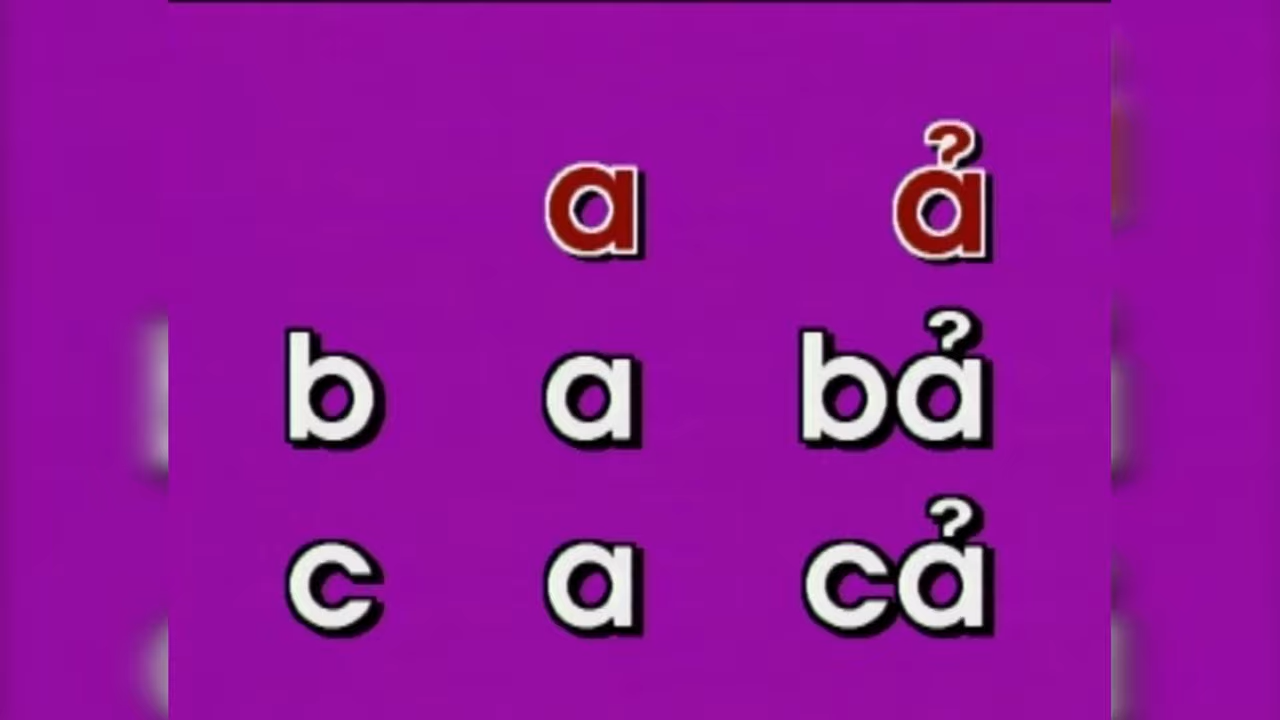 a ả
b a bả
c a cả